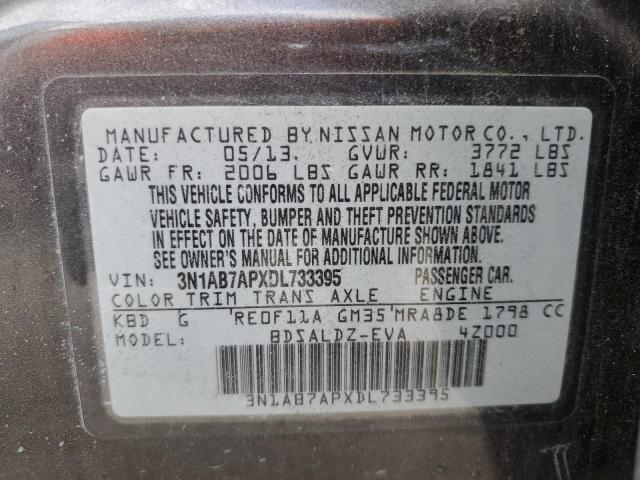 MANUFACTURED BY NISSAN MOTOR CO., LTD.
DATE: 05/13. GVWR: 3772 LBS
GAWR FR: 2006 LBS GAWR RR: 1841 LBS
THIS VEHICLE CONFORMS TO ALL APPLICABLE FEDERAL MOTOR
VEHICLE SAFETY, BUMPER AND THEFT PREVENTION STANDARDS
IN EFFECT ON THE DATE OF MANUFACTURE SHOWN ABOVE.
SEE OWNER'S MANUAL FOR ADDITIONAL INFORMATION.
VIN: 3N1AB7APXDL733395 PASSENGER CAR.
COLOR TRIM TRANS AXLE ENGINE
KBD G RE0F11A GM35 MRA8DE 1798 CC
MODEL: BDSALDZ-EVA 4Z000
3N1AB7APXDL733395